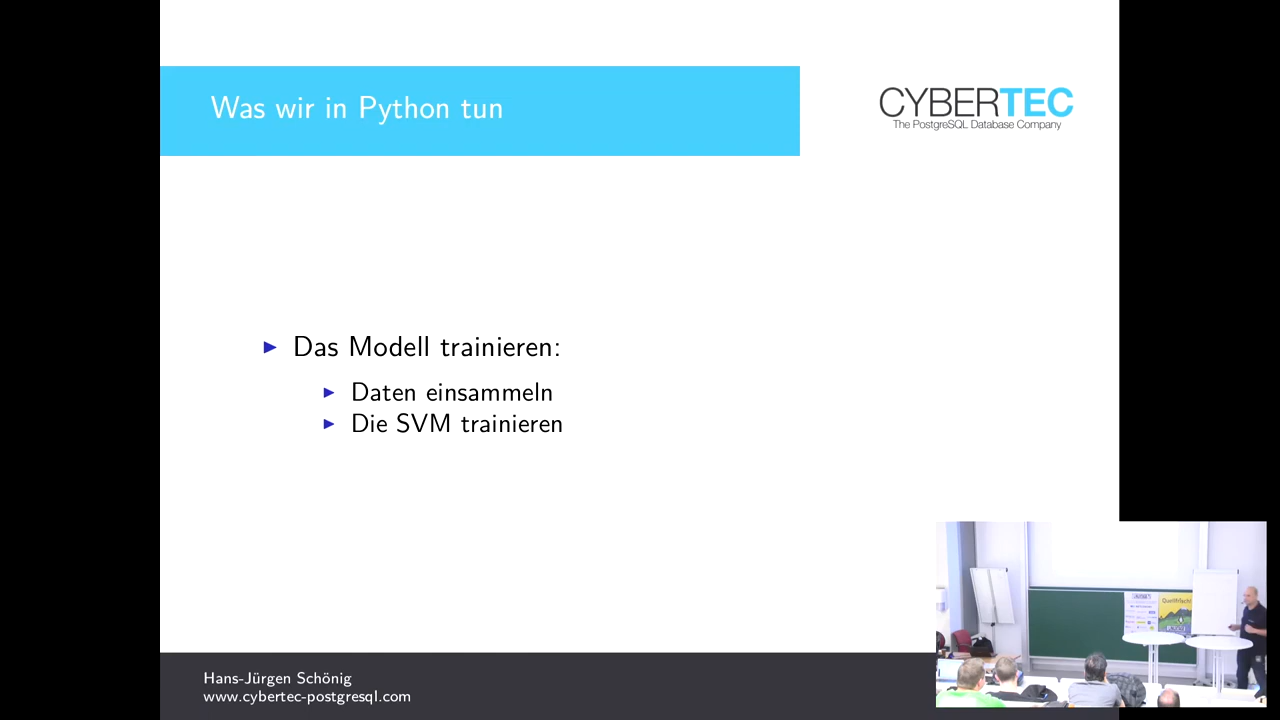 Was wir in Python tun
CYBERTEC
The PostgreSQL Database Company
Das Modell trainieren:
Daten einsammeln
Die SVM trainieren
Hans-Jürgen Schönig
www.cybertec-postgresql.com